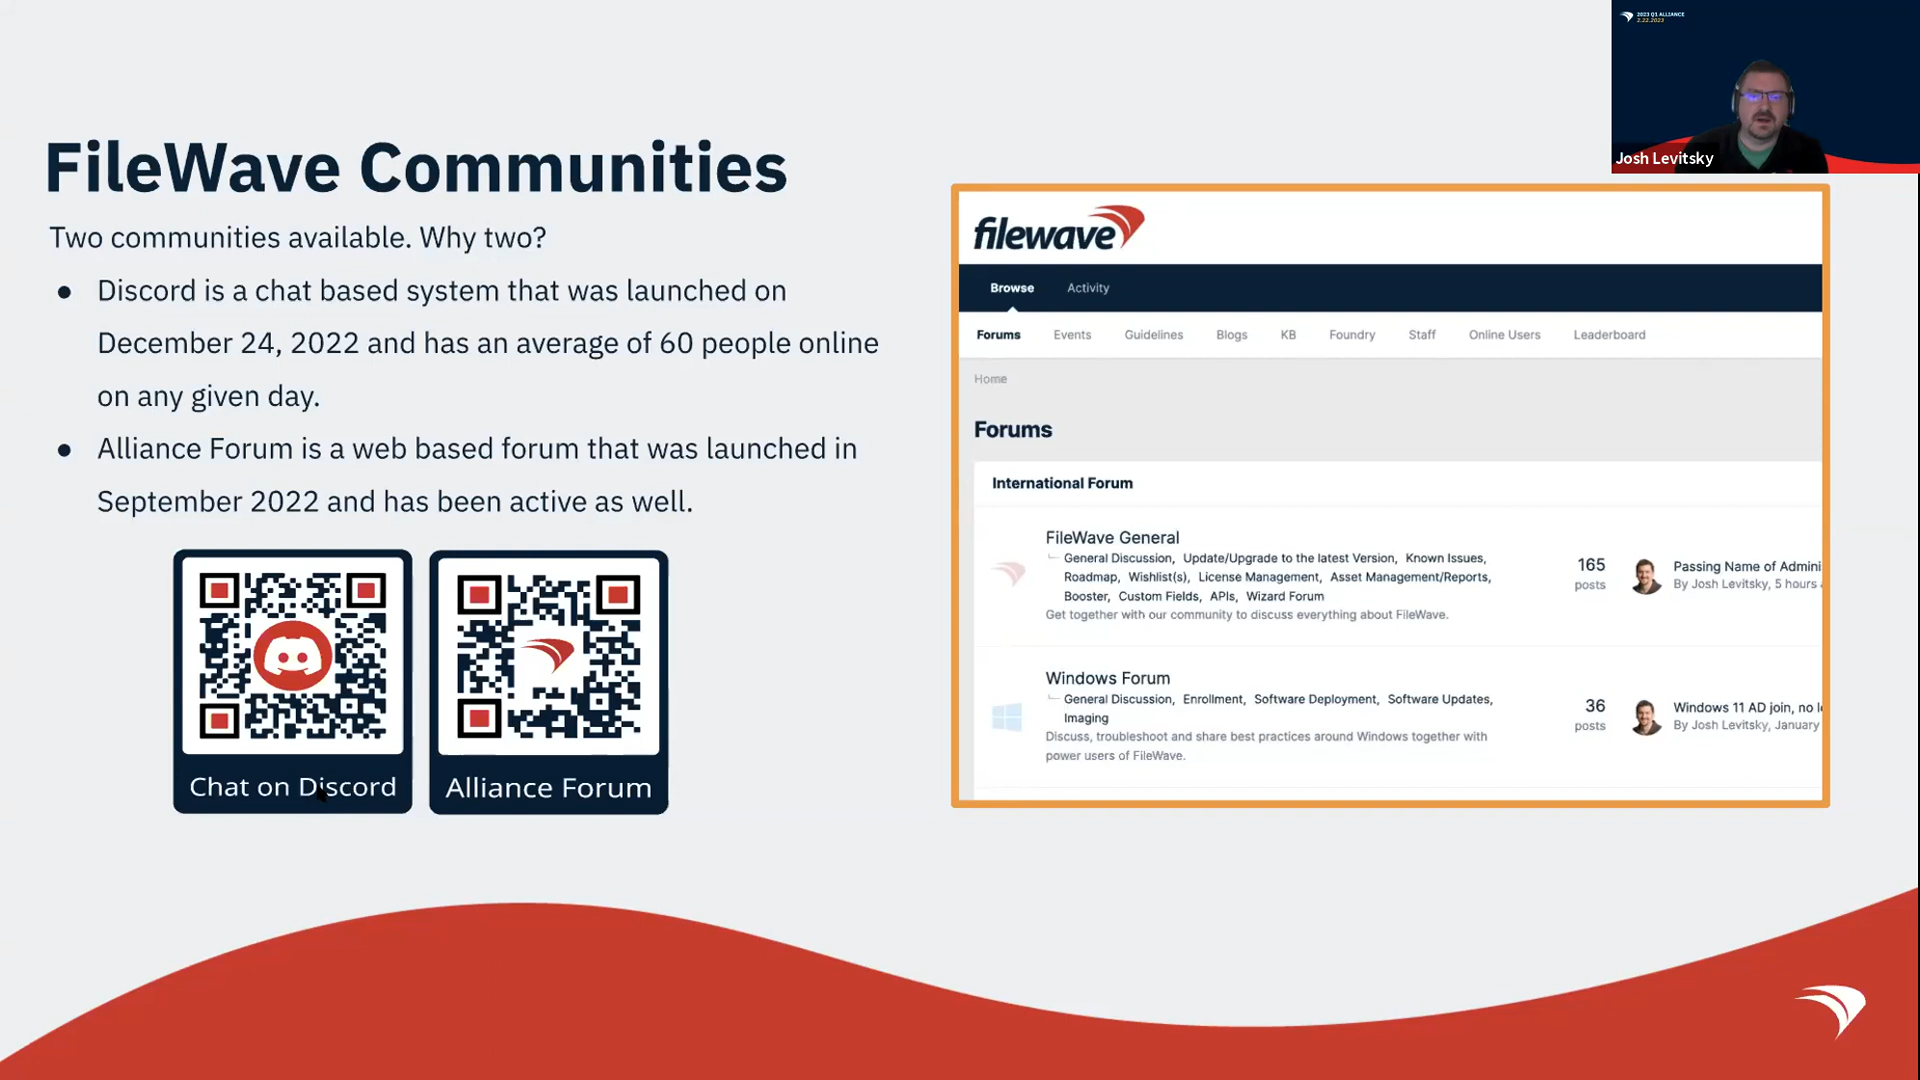 2023 Q1 ALLIANCE
2.22.2023
Josh Levitsky
FileWave Communities
Two communities available. Why two?
● Discord is a chat based system that was launched on
December 24, 2022 and has an average of 60 people online
on any given day.
● Alliance Forum is a web based forum that was launched in
September 2022 and has been active as well.
Chat on Discord
Alliance Forum
filewave
Browse Activity
Forums Events Guidelines Blogs KB Foundry Staff Online Users Leaderboard
Home
Forums
International Forum
FileWave General
General Discussion, Update/Upgrade to the latest Version, Known Issues,
Roadmap, Wishlist(s), License Management, Asset Management/Reports,
Booster, Custom Fields, APIs, Wizard Forum
Get together with our community to discuss everything about FileWave.
165
posts
Passing Name of Admini
By Josh Levitsky, 5 hours
Windows Forum
General Discussion, Enrollment, Software Deployment, Software Updates,
Imaging
Discuss, troubleshoot and share best practices around Windows together with
power users of FileWave.
36
posts
Windows 11 AD join, no
By Josh Levitsky, January